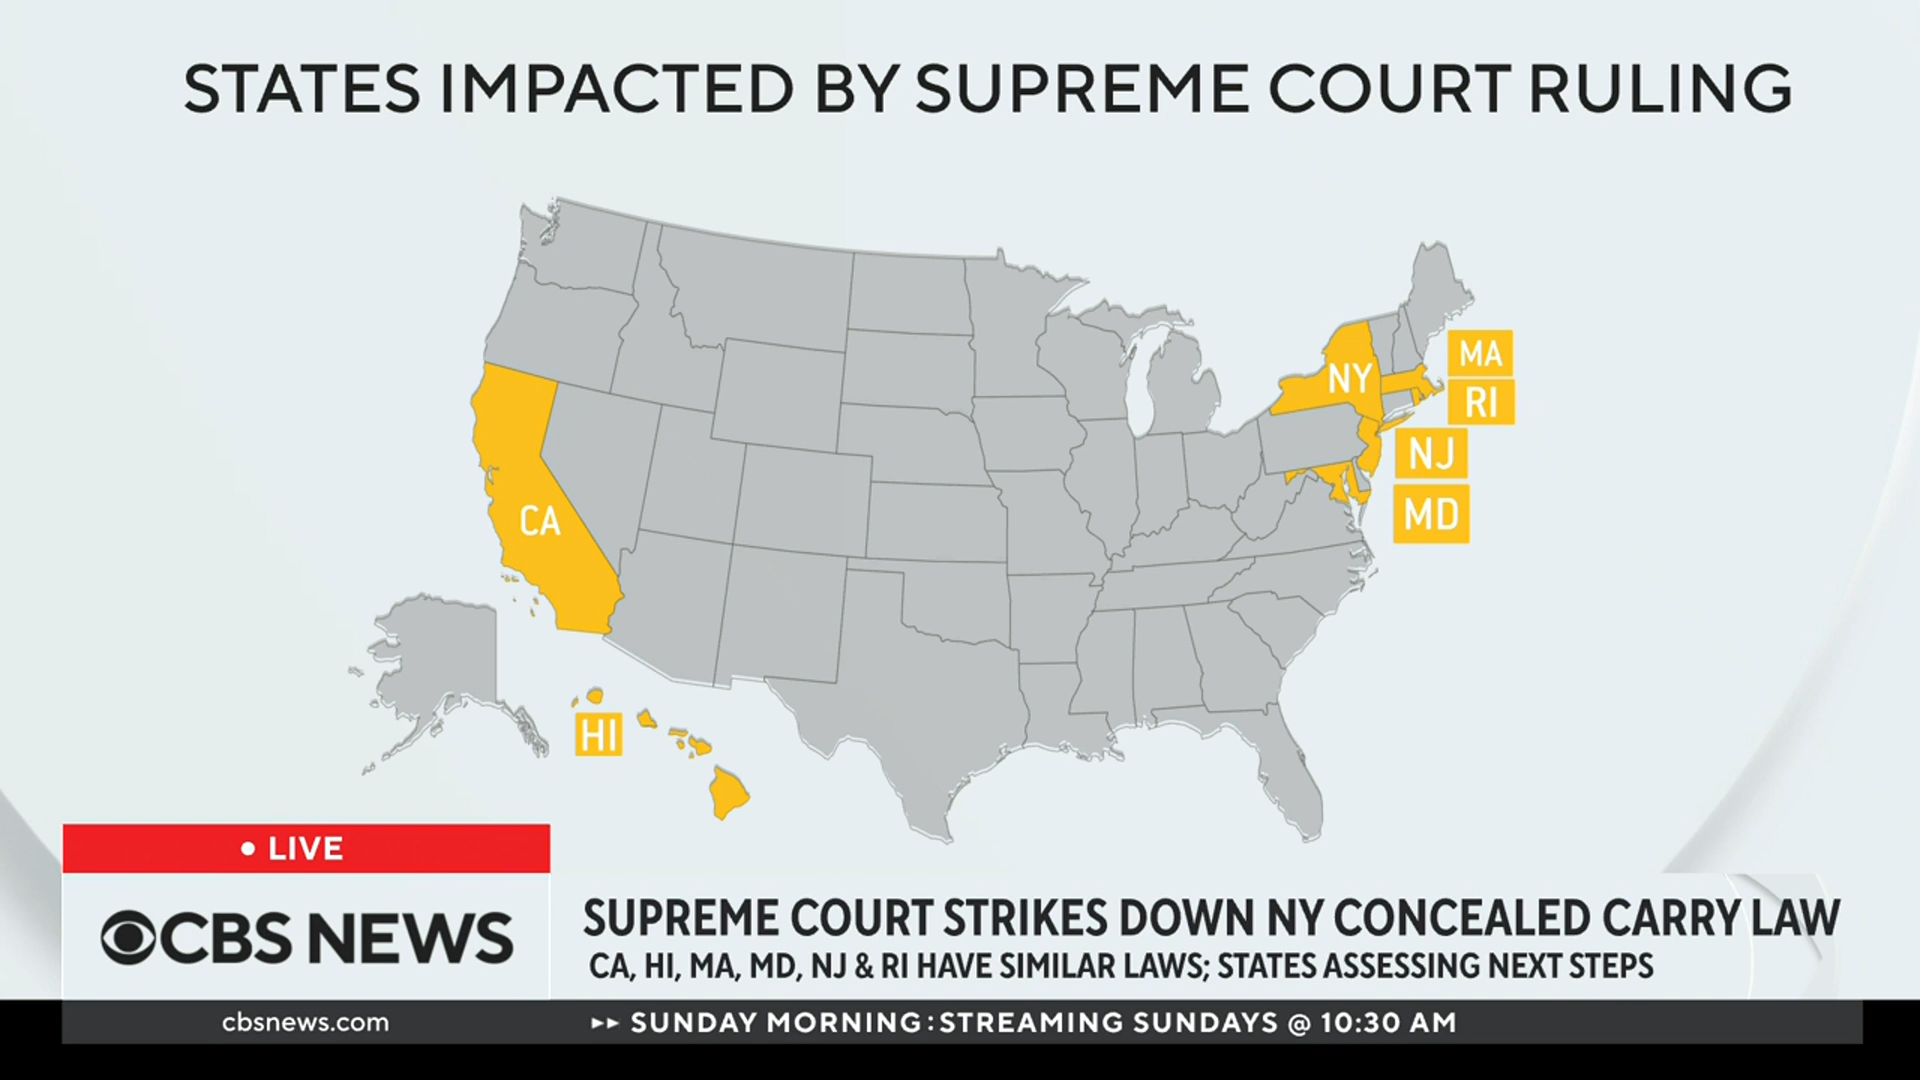 STATES IMPACTED BY SUPREME COURT RULING
MA
NY
RI
NJ
MD
CA
HI
• LIVE
CBS NEWS
SUPREME COURT STRIKES DOWN NY CONCEALED CARRY LAW
CA, HI, MA, MD, NJ & RI HAVE SIMILAR LAWS; STATES ASSESSING NEXT STEPS
cbsnews.com
SUNDAY MORNING: STREAMING SUNDAYS @ 10:30 AM